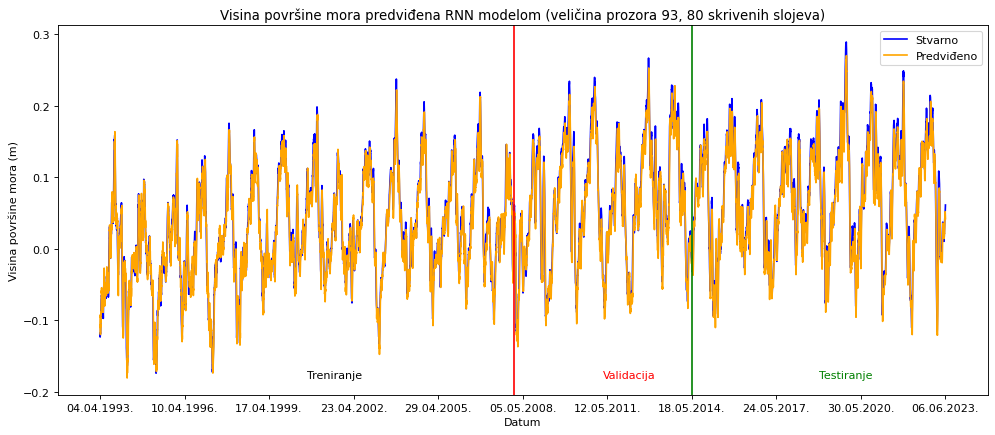 Visina površine mora predviđena RNN modelom (veličina prozora 93, 80 skrivenih slojeva)
Stvarno
Predviđeno
Visina površine mora (m)
0.3
0.2
0.1
0.0
−0.1
−0.2
Treniranje
Validacija
Testiranje
04.04.1993.
10.04.1996.
17.04.1999.
23.04.2002.
29.04.2005.
05.05.2008.
12.05.2011.
18.05.2014.
24.05.2017.
30.05.2020.
06.06.2023.
Datum